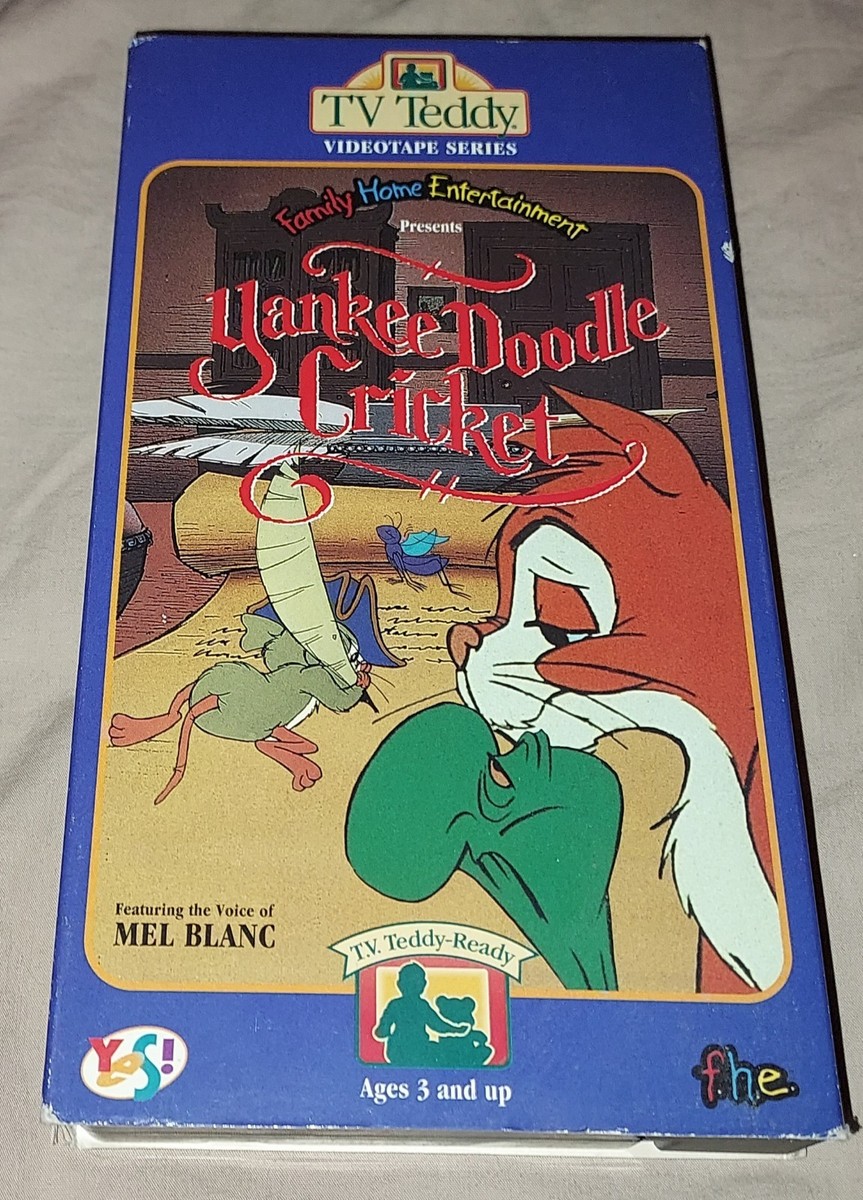 TV Teddy
VIDEOTAPE SERIES
Family Home Entertainment
Presents
Yankee Doodle
Cricket
Featuring the Voice of
MEL BLANC
T.V. Teddy-Ready
YeS!
Ages 3 and up
f.h.e.